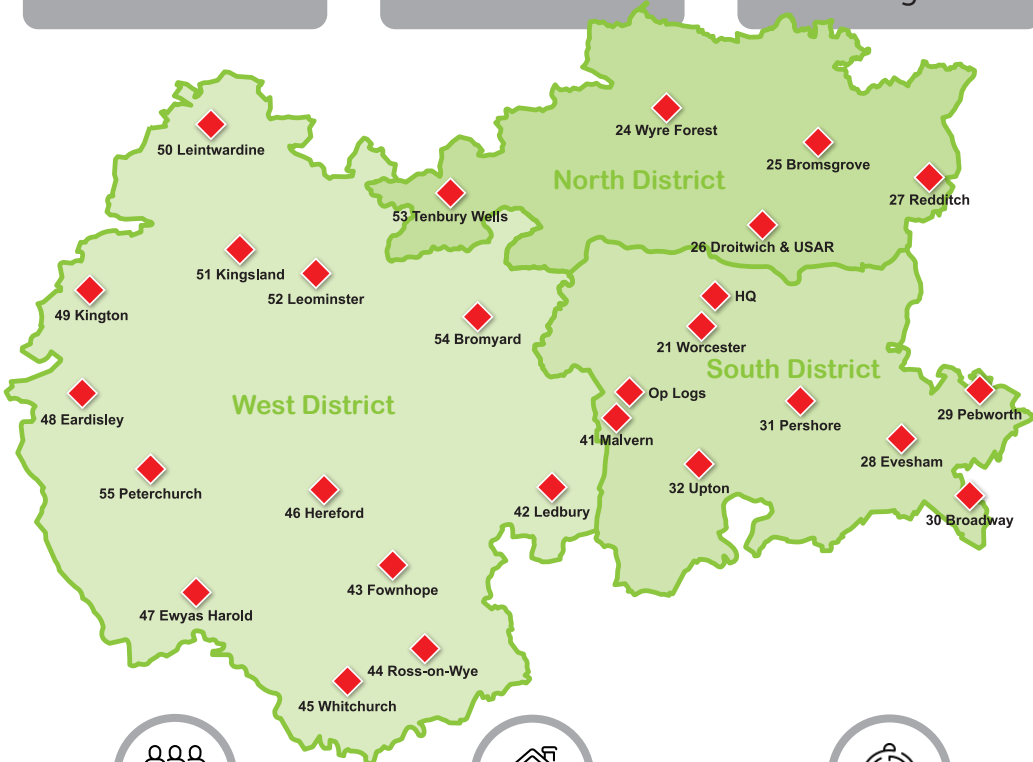 24 Wyre Forest
50 Leintwardine
25 Bromsgrove
North District
27 Redditch
53 Tenbury Wells
26 Droitwich & USAR
51 Kingsland
52 Leominster
HQ
49 Kington
54 Bromyard
21 Worcester
South District
Op Logs
West District
29 Pebworth
48 Eardisley
31 Pershore
41 Malvern
28 Evesham
55 Peterchurch
32 Upton
46 Hereford
42 Ledbury
30 Broadway
43 Fownhope
47 Ewyas Harold
44 Ross-on-Wye
45 Whitchurch